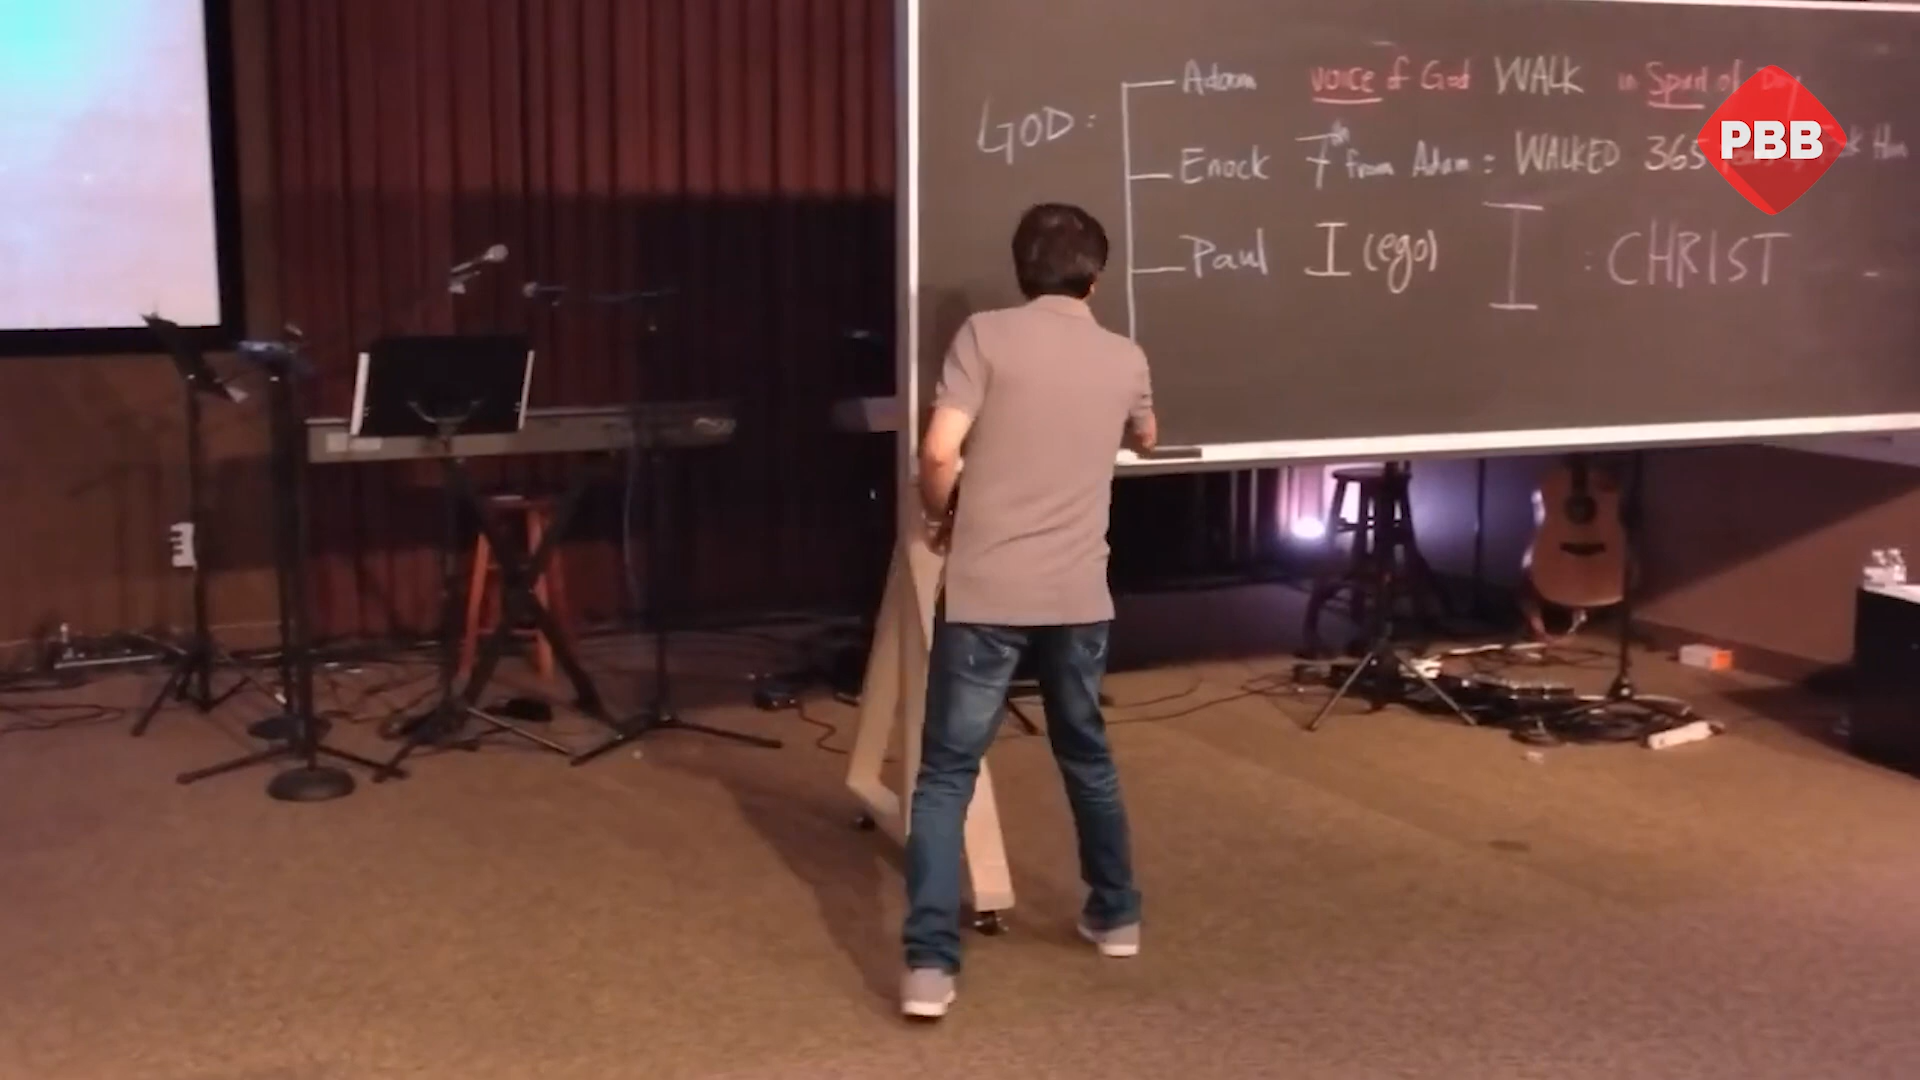 Adam voice of God WALK in Spirit of Day
GOD:
Enock 7th from Adam: WALKED 365
Paul I (ego) I : CHRIST -
PBB